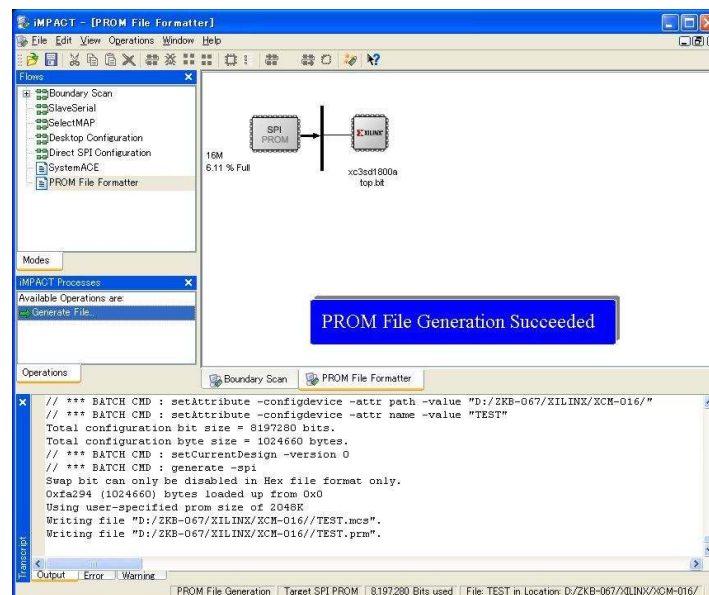 iMPACT - [PROM File Formatter]
File Edit View Operations Window Help
Flows
Boundary Scan
SlaveSerial
SelectMAP
Desktop Configuration
Direct SPI Configuration
SystemACE
PROM File Formatter
Modes
iMPACT Processes
Available Operations are:
Generate File...
Operations
SPI
PROM
16M
6.11 % Full
XILINX
xc3sd1800a
top.bit
PROM File Generation Succeeded
Boundary Scan
PROM File Formatter
// *** BATCH CMD : setAttribute -configdevice -attr path -value "D:/ZKB-067/XILINX/XCM-016/"
// *** BATCH CMD : setAttribute -configdevice -attr name -value "TEST"
Total configuration bit size = 8197280 bits.
Total configuration byte size = 1024660 bytes.
// *** BATCH CMD : setCurrentDesign -version 0
// *** BATCH CMD : generate -spi
Swap bit can only be disabled in Hex file format only.
0xfa294 (1024660) bytes loaded up from 0x0
Using user-specified prom size of 2048K
Writing file "D:/ZKB-067/XILINX/XCM-016//TEST.mcs".
Writing file "D:/ZKB-067/XILINX/XCM-016//TEST.prm".
Transcript
Output Error Warning
PROM File Generation Target SPI PROM 8,197,280 Bits used File: TEST in Location: D:/ZKB-067/XILINX/XCM-016/